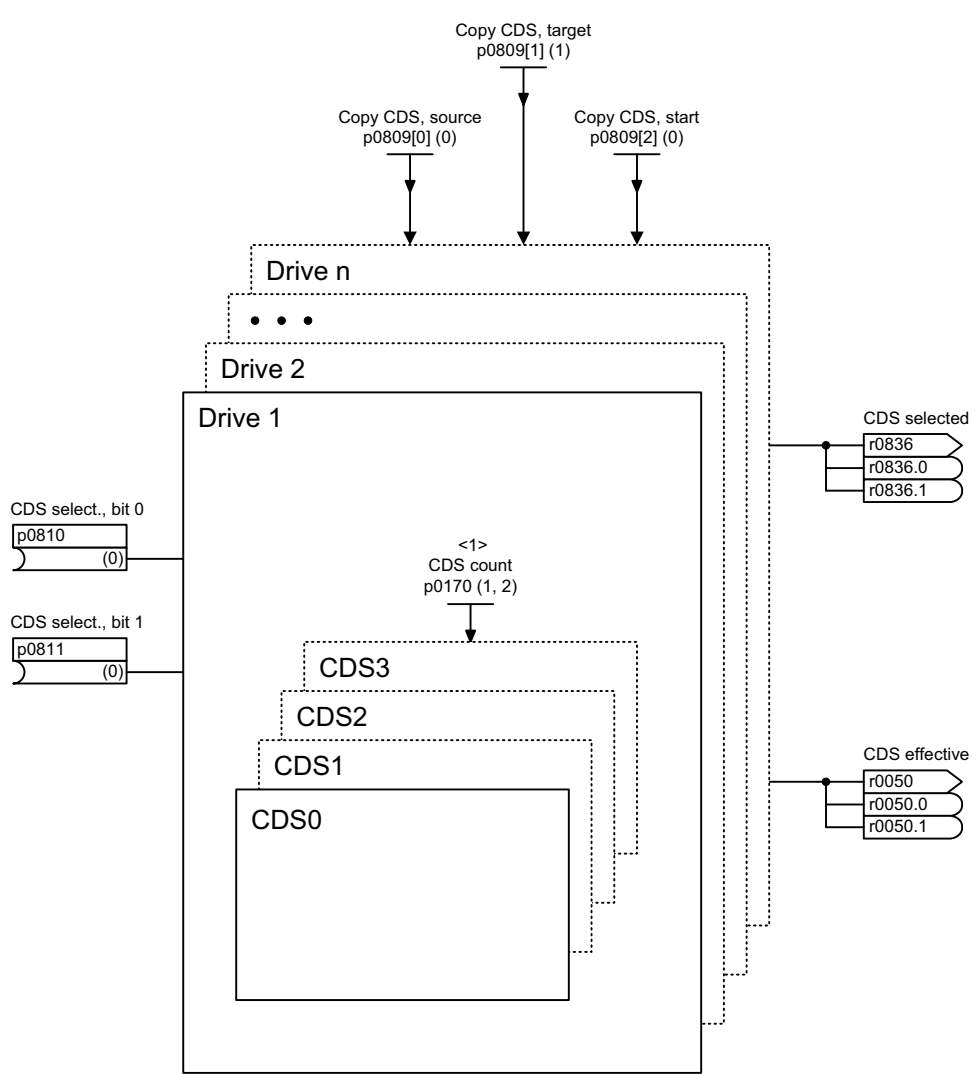 Copy CDS, target
p0809[1] (1)
Copy CDS, source
p0809[0] (0)
Copy CDS, start
p0809[2] (0)
Drive n
• • •
Drive 2
Drive 1
CDS selected
r0836
r0836.0
r0836.1
CDS select., bit 0
p0810
(0)
<1>
CDS count
p0170 (1, 2)
CDS select., bit 1
p0811
(0)
CDS3
CDS2
CDS1
CDS0
CDS effective
r0050
r0050.0
r0050.1